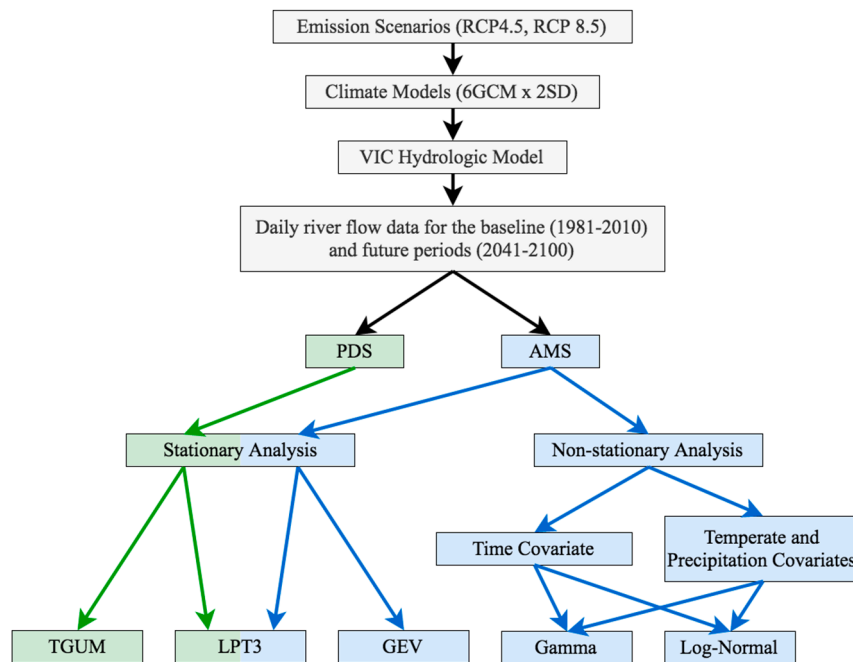 Emission Scenarios (RCP4.5, RCP 8.5)
Climate Models (6GCM x 2SD)
VIC Hydrologic Model
Daily river flow data for the baseline (1981-2010)
and future periods (2041-2100)
PDS
AMS
Stationary Analysis
Non-stationary Analysis
Time Covariate
Temperate and
Precipitation Covariates
TGUM
LPT3
GEV
Gamma
Log-Normal